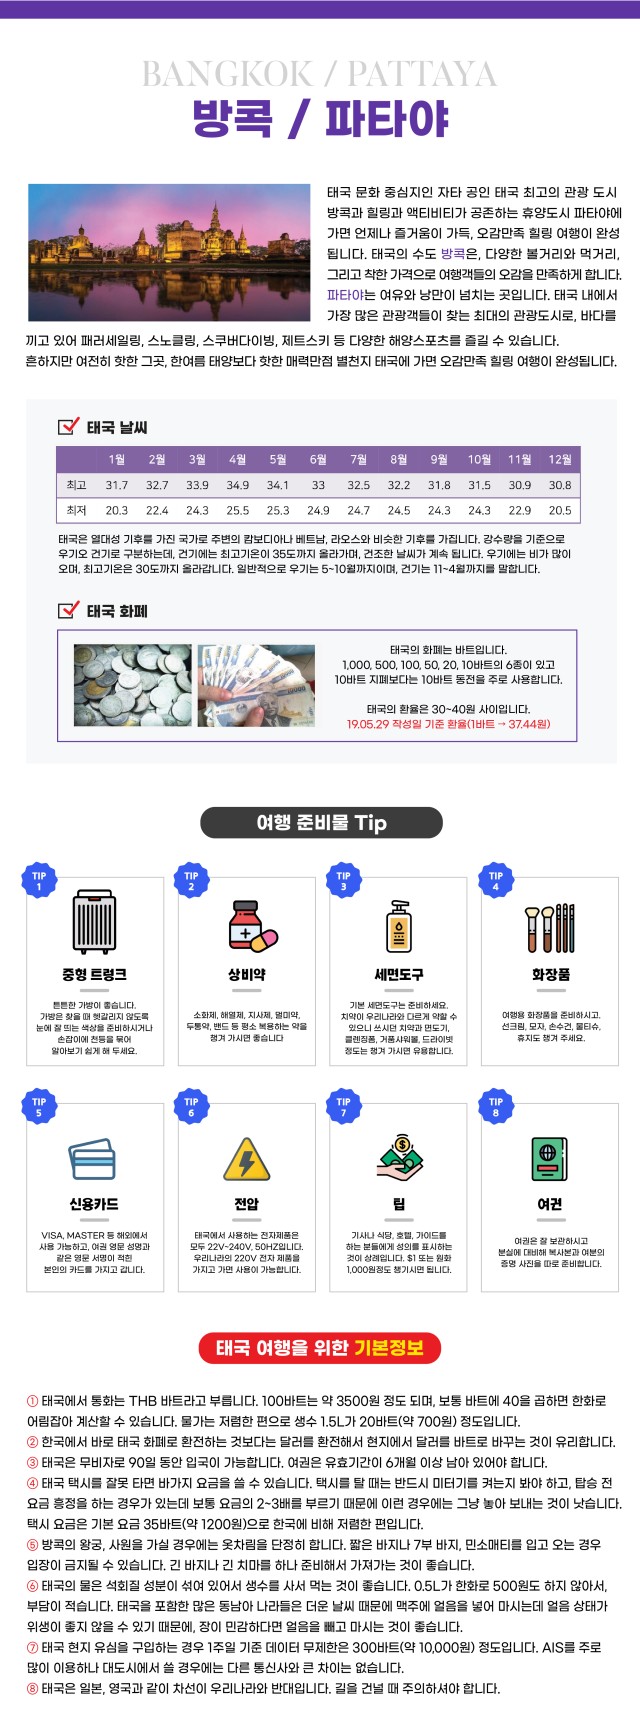 BANGKOK / PATTAYA
방콕 / 파타야
태국 문화 중심지인 자타 공인 태국 최고의 관광 도시
방콕과 힐링과 액티비티가 공존하는 휴양도시 파타야에
가면 언제나 즐거움이 가득, 오감만족 힐링 여행이 완성
됩니다. 태국의 수도 방콕은, 다양한 볼거리와 먹거리,
그리고 착한 가격으로 여행객들의 오감을 만족하게 합니다.
파타야는 여유와 낭만이 넘치는 곳입니다. 태국 내에서
가장 많은 관광객들이 찾는 최대의 관광도시로, 바다를
끼고 있어 패러세일링, 스노클링, 스쿠버다이빙, 제트스키 등 다양한 해양스포츠를 즐길 수 있습니다.
흔하지만 여전히 핫한 그곳, 한여름 태양보다 핫한 매력만점 별천지 태국에 가면 오감만족 힐링 여행이 완성됩니다.
태국 날씨
1월 2월 3월 4월 5월 6월 7월 8월 9월 10월 11월 12월
최고 31.7 32.7 33.9 34.9 34.1 33 32.5 32.2 31.8 31.5 30.9 30.8
최저 20.3 22.4 24.3 25.5 25.3 24.9 24.7 24.5 24.3 24.3 22.9 20.5
태국은 열대성 기후를 가진 국가로 주변의 캄보디아나 베트남, 라오스와 비슷한 기후를 가집니다. 강수량을 기준으로
우기오 건기로 구분하는데, 건기에는 최고기온이 35도까지 올라가며, 건조한 날씨가 계속 됩니다. 우기에는 비가 많이
오며, 최고기온은 30도까지 올라갑니다. 일반적으로 우기는 5~10월까지이며, 건기는 11~4월까지를 말합니다.
태국 화폐
태국의 화폐는 바트입니다.
1,000, 500, 100, 50, 20, 10바트의 6종이 있고
10바트 지폐보다는 10바트 동전을 주로 사용합니다.
태국의 환율은 30~40원 사이입니다.
19.05.29 작성일 기준 환율(1바트 → 37.44원)
여행 준비물 Tip
TIP 1
중형 트렁크
튼튼한 가방이 좋습니다.
가방은 찾을 때 헷갈리지 않도록
눈에 잘 띄는 색상을 준비하시거나
손잡이에 천등을 묶어
알아보기 쉽게 해 두세요.
TIP 2
상비약
소화제, 해열제, 지사제, 멀미약,
두통약, 밴드 등 평소 복용하는 약을
챙겨 가시면 좋습니다
TIP 3
세면도구
기본 세면도구는 준비하세요.
치약이 우리나라와 다르게 약할 수
있으니 쓰시던 치약과 면도기,
클렌징폼, 거품샤워볼, 드라이빗
정도는 챙겨 가시면 유용합니다.
TIP 4
화장품
여행용 화장품을 준비하시고.
선크림, 모자, 손수건, 물티슈,
휴지도 챙겨 주세요.
TIP 5
신용카드
VISA, MASTER 등 해외에서
사용 가능하고, 여권 영문 성명과
같은 영문 서명이 적힌
본인의 카드를 가지고 갑니다.
TIP 6
전압
태국에서 사용하는 전자제품은
모두 22V~240V, 50HZ입니다.
우리나라의 220V 전자 제품을
가지고 가면 사용이 가능합니다.
TIP 7
팁
기사나 식당, 호텔, 가이드를
하는 분들에게 성의를 표시하는
것이 상례입니다. $1 또는 원화
1,000원정도 챙기시면 됩니다.
TIP 8
여권
여권은 잘 보관하시고
분실에 대비해 복사본과 여분의
증명 사진을 따로 준비합니다.
태국 여행을 위한 기본정보
① 태국에서 통화는 THB 바트라고 부릅니다. 100바트는 약 3500원 정도 되며, 보통 바트에 40을 곱하면 한화로
어림잡아 계산할 수 있습니다. 물가는 저렴한 편으로 생수 1.5L가 20바트(약 700원) 정도입니다.
② 한국에서 바로 태국 화폐로 환전하는 것보다는 달러를 환전해서 현지에서 달러를 바트로 바꾸는 것이 유리합니다.
③ 태국은 무비자로 90일 동안 입국이 가능합니다. 여권은 유효기간이 6개월 이상 남아 있어야 합니다.
④ 태국 택시를 잘못 타면 바가지 요금을 쓸 수 있습니다. 택시를 탈 때는 반드시 미터기를 켜는지 봐야 하고, 탑승 전
요금 흥정을 하는 경우가 있는데 보통 요금의 2~3배를 부르기 때문에 이런 경우에는 그냥 놓아 보내는 것이 낫습니다.
택시 요금은 기본 요금 35바트(약 1200원)으로 한국에 비해 저렴한 편입니다.
⑤ 방콕의 왕궁, 사원을 가실 경우에는 옷차림을 단정히 합니다. 짧은 바지나 7부 바지, 민소매티를 입고 오는 경우
입장이 금지될 수 있습니다. 긴 바지나 긴 치마를 하나 준비해서 가져가는 것이 좋습니다.
⑥ 태국의 물은 석회질 성분이 섞여 있어서 생수를 사서 먹는 것이 좋습니다. 0.5L가 한화로 500원도 하지 않아서,
부담이 적습니다. 태국을 포함한 많은 동남아 나라들은 더운 날씨 때문에 맥주에 얼음을 넣어 마시는데 얼음 상태가
위생이 좋지 않을 수 있기 때문에, 장이 민감하다면 얼음을 빼고 마시는 것이 좋습니다.
⑦ 태국 현지 유심을 구입하는 경우 1주일 기준 데이터 무제한은 300바트(약 10,000원) 정도입니다. AIS를 주로
많이 이용하나 대도시에서 쓸 경우에는 다른 통신사와 큰 차이는 없습니다.
⑧ 태국은 일본, 영국과 같이 차선이 우리나라와 반대입니다. 길을 건널 때 주의하셔야 합니다.